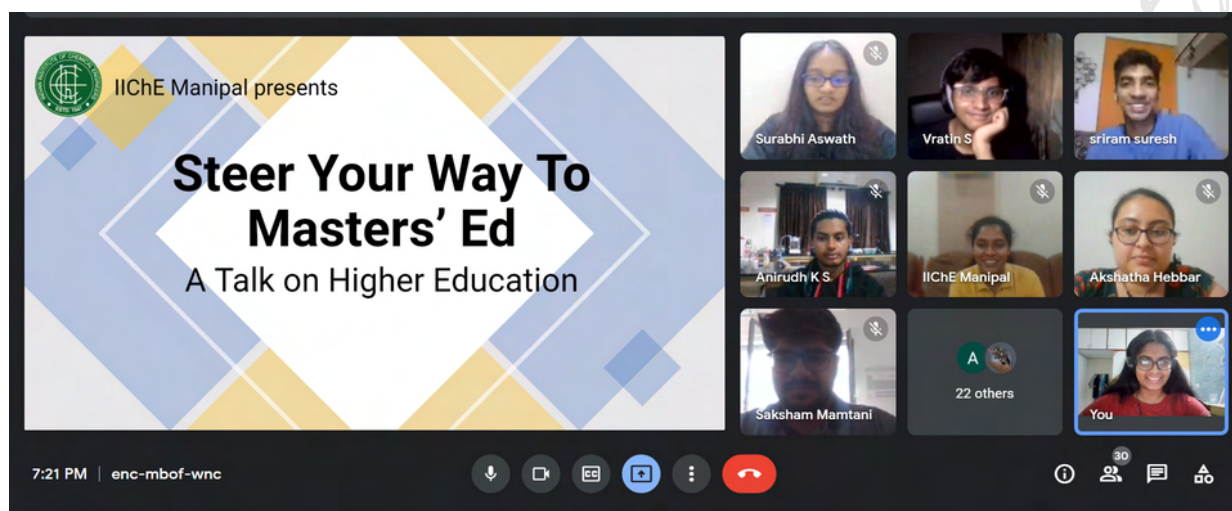 IIChE Manipal presents
Steer Your Way To
Masters' Ed
A Talk on Higher Education
Surabhi Aswath
Vratin S
sriram suresh
Anirudh K S
IIChE Manipal
Akshatha Hebbar
Saksham Mamtani
A
22 others
You
7:21 PM | enc-mbof-wnc
CC
30